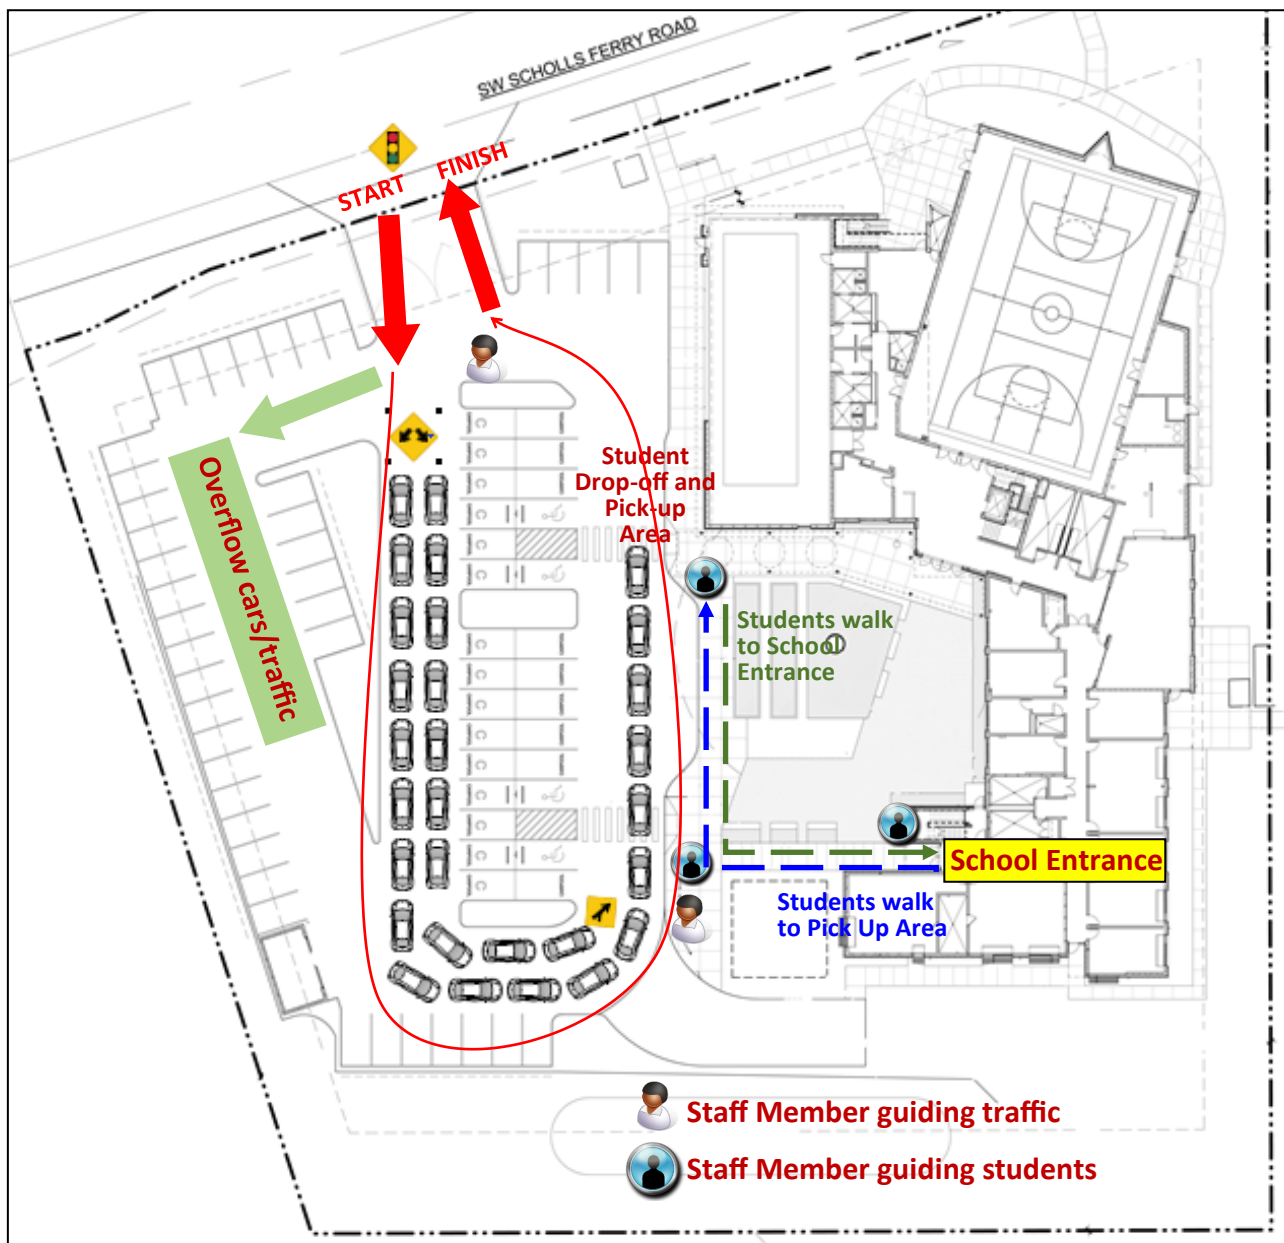 SW SCHOLLS FERRY ROAD
START
FINISH
Student
Drop-off and
Pick-up
Area
Overflow cars/traffic
Students walk
to School
Entrance
School Entrance
Students walk
to Pick Up Area
Staff Member guiding traffic
Staff Member guiding students